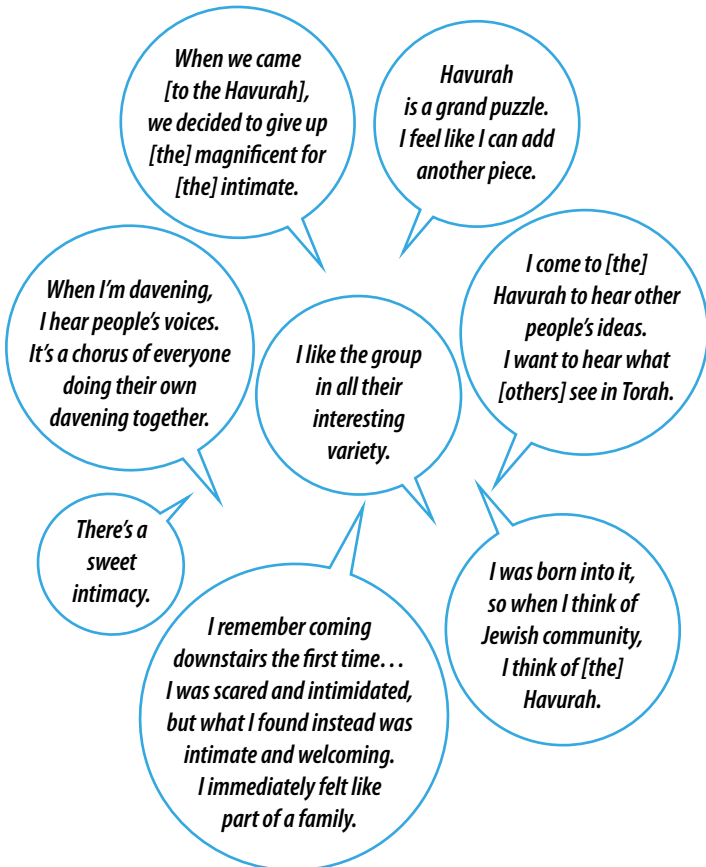 When we came
[to the Havurah],
we decided to give up
[the] magnificent for
[the] intimate.
Havurah
is a grand puzzle.
I feel like I can add
another piece.
When I'm davening,
I hear people's voices.
It's a chorus of everyone
doing their own
davening together.
I like the group
in all their
interesting
variety.
I come to [the]
Havurah to hear other
people's ideas.
I want to hear what
[others] see in Torah.
There's a
sweet
intimacy.
I remember coming
downstairs the first time…
I was scared and intimidated,
but what I found instead was
intimate and welcoming.
I immediately felt like
part of a family.
I was born into it,
so when I think of
Jewish community,
I think of [the]
Havurah.